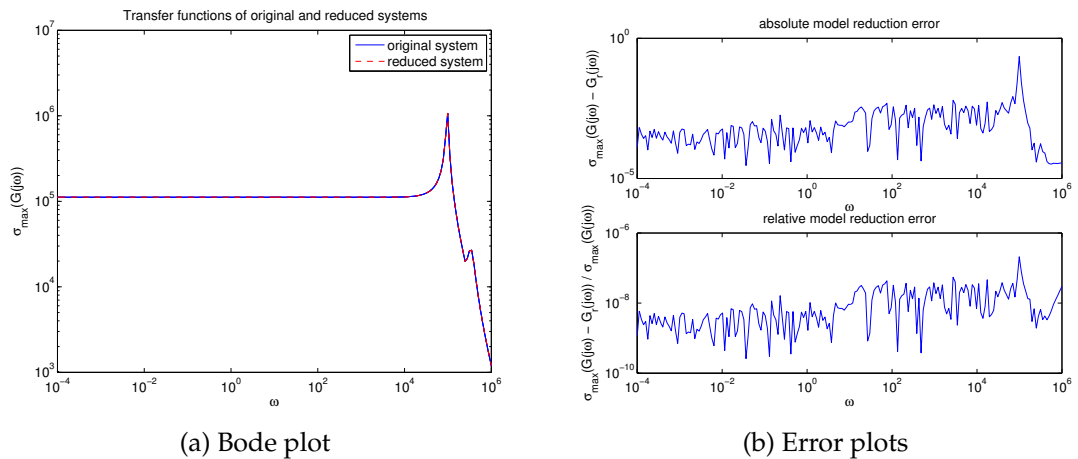 Transfer functions of original and reduced systems
10^7
10^6
10^5
10^4
10^3
σ_max(G(jω))
original system
reduced system
10^−4
10^−2
10^0
10^2
10^4
10^6
ω
(a) Bode plot
absolute model reduction error
10^0
10^−5
σ_max(G(jω) − G_r(jω))
10^−4
10^−2
10^0
10^2
10^4
10^6
ω
relative model reduction error
10^−6
10^−8
10^−10
σ_max(G(jω) − G_r(jω)) / σ_max(G(jω))
10^−4
10^−2
10^0
10^2
10^4
10^6
ω
(b) Error plots